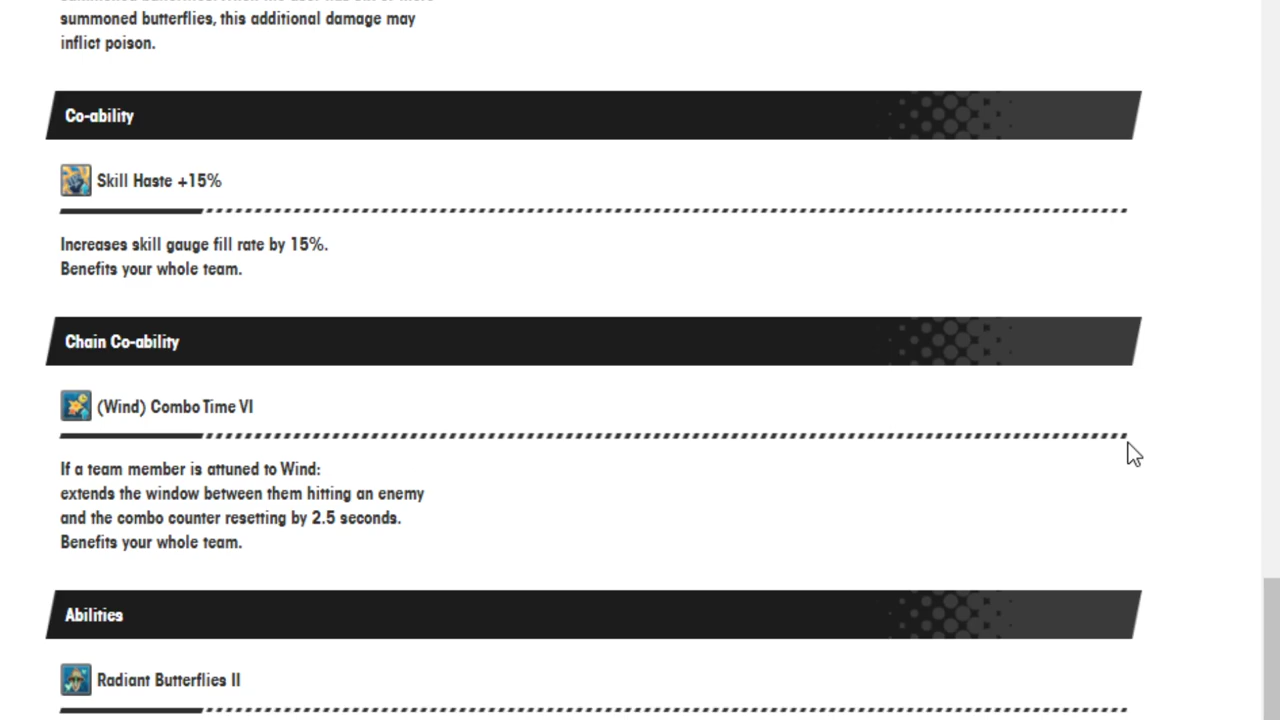 summoned butterflies, this additional damage may
inflict poison.
Co-ability
Skill Haste +15%
Increases skill gauge fill rate by 15%.
Benefits your whole team.
Chain Co-ability
(Wind) Combo Time VI
If a team member is attuned to Wind:
extends the window between them hitting an enemy
and the combo counter resetting by 2.5 seconds.
Benefits your whole team.
Abilities
Radiant Butterflies II